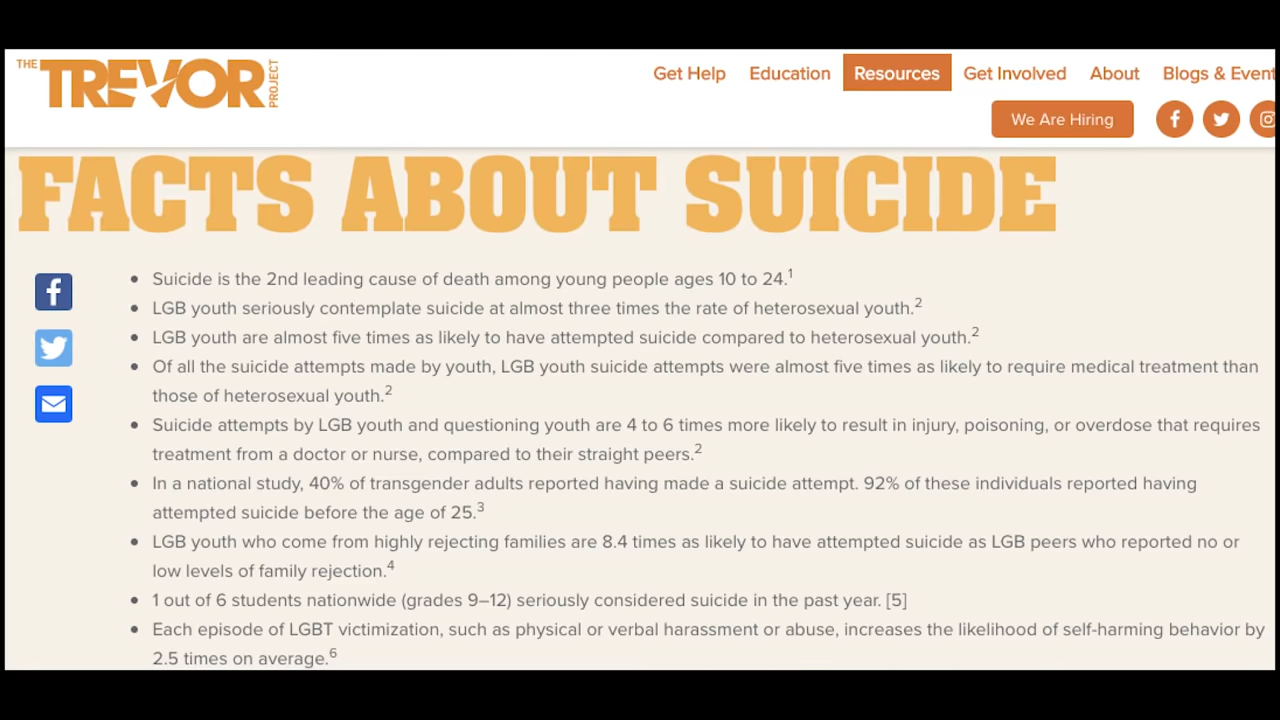 THE TREVOR PROJECT
Get Help Education Resources Get Involved About Blogs & Event
We Are Hiring
FACTS ABOUT SUICIDE
• Suicide is the 2nd leading cause of death among young people ages 10 to 24.1
• LGB youth seriously contemplate suicide at almost three times the rate of heterosexual youth.2
• LGB youth are almost five times as likely to have attempted suicide compared to heterosexual youth.2
• Of all the suicide attempts made by youth, LGB youth suicide attempts were almost five times as likely to require medical treatment than
those of heterosexual youth.2
• Suicide attempts by LGB youth and questioning youth are 4 to 6 times more likely to result in injury, poisoning, or overdose that requires
treatment from a doctor or nurse, compared to their straight peers.2
• In a national study, 40% of transgender adults reported having made a suicide attempt. 92% of these individuals reported having
attempted suicide before the age of 25.3
• LGB youth who come from highly rejecting families are 8.4 times as likely to have attempted suicide as LGB peers who reported no or
low levels of family rejection.4
• 1 out of 6 students nationwide (grades 9–12) seriously considered suicide in the past year. [5]
• Each episode of LGBT victimization, such as physical or verbal harassment or abuse, increases the likelihood of self-harming behavior by
2.5 times on average.6